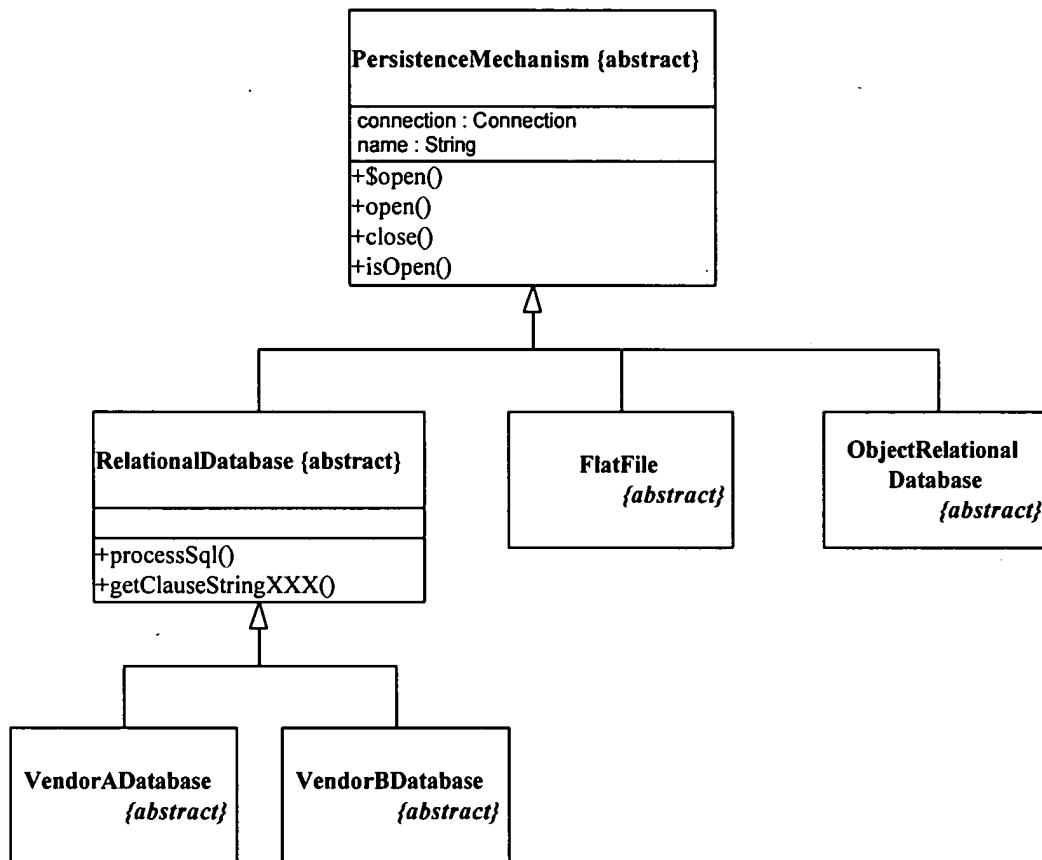 PersistenceMechanism {abstract}
connection : Connection
name : String
+$open()
+open()
+close()
+isOpen()
RelationalDatabase {abstract}
+processSql()
+getClauseStringXXX()
FlatFile
{abstract}
ObjectRelational
Database
{abstract}
VendorADatabase
{abstract}
VendorBDatabase
{abstract}